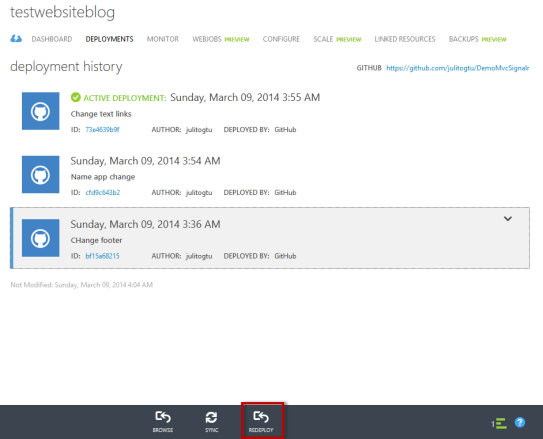 testwebsiteblog
DASHBOARD DEPLOYMENTS MONITOR WEBJOBS PREVIEW CONFIGURE SCALE PREVIEW LINKED RESOURCES BACKUPS PREVIEW
deployment history
GITHUB https://github.com/julitogtu/DemoMvcSignalr
ACTIVE DEPLOYMENT: Sunday, March 09, 2014 3:55 AM
Change text links
ID: 73e4639b9f AUTHOR: julitogtu DEPLOYED BY: GitHub
Sunday, March 09, 2014 3:54 AM
Name app change
ID: cfd9c643b2 AUTHOR: julitogtu DEPLOYED BY: GitHub
Sunday, March 09, 2014 3:36 AM
CHange footer
ID: bf15a68215 AUTHOR: julitogtu DEPLOYED BY: GitHub
Not Modified: Sunday, March 09, 2014 4:04 AM
BROWSE SYNC REDEPLOY 1 ?